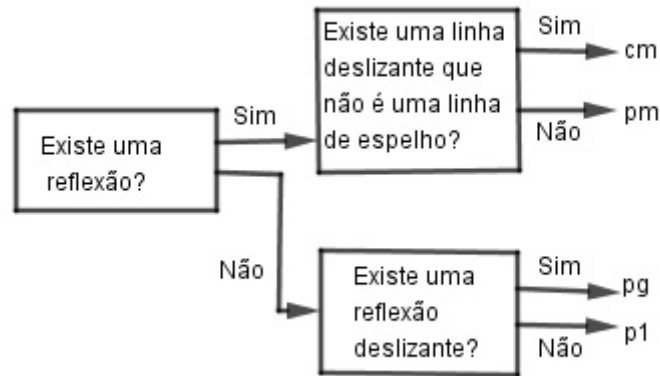 Existe uma
reflexão?
Sim
Não
Existe uma linha
deslizante que
não é uma linha
de espelho?
Sim
cm
Não
pm
Existe uma
reflexão
deslizante?
Sim
pg
Não
p1